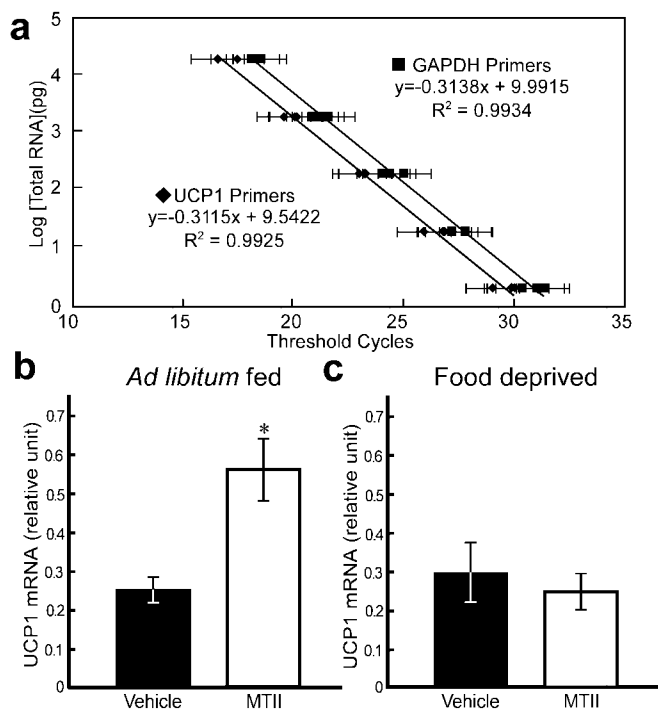 a
5
4
3
2
1
0
Log [Total RNA](pg)
■ GAPDH Primers
y=-0.3138x + 9.9915
R² = 0.9934
◆ UCP1 Primers
y=-0.3115x + 9.5422
R² = 0.9925
10 15 20 25 30 35
Threshold Cycles
b
Ad libitum fed
UCP1 mRNA (relative unit)
0.7
0.6
0.5
0.4
0.3
0.2
0.1
0
*
Vehicle MTII
c
Food deprived
UCP1 mRNA (relative unit)
0.7
0.6
0.5
0.4
0.3
0.2
0.1
0
Vehicle MTII